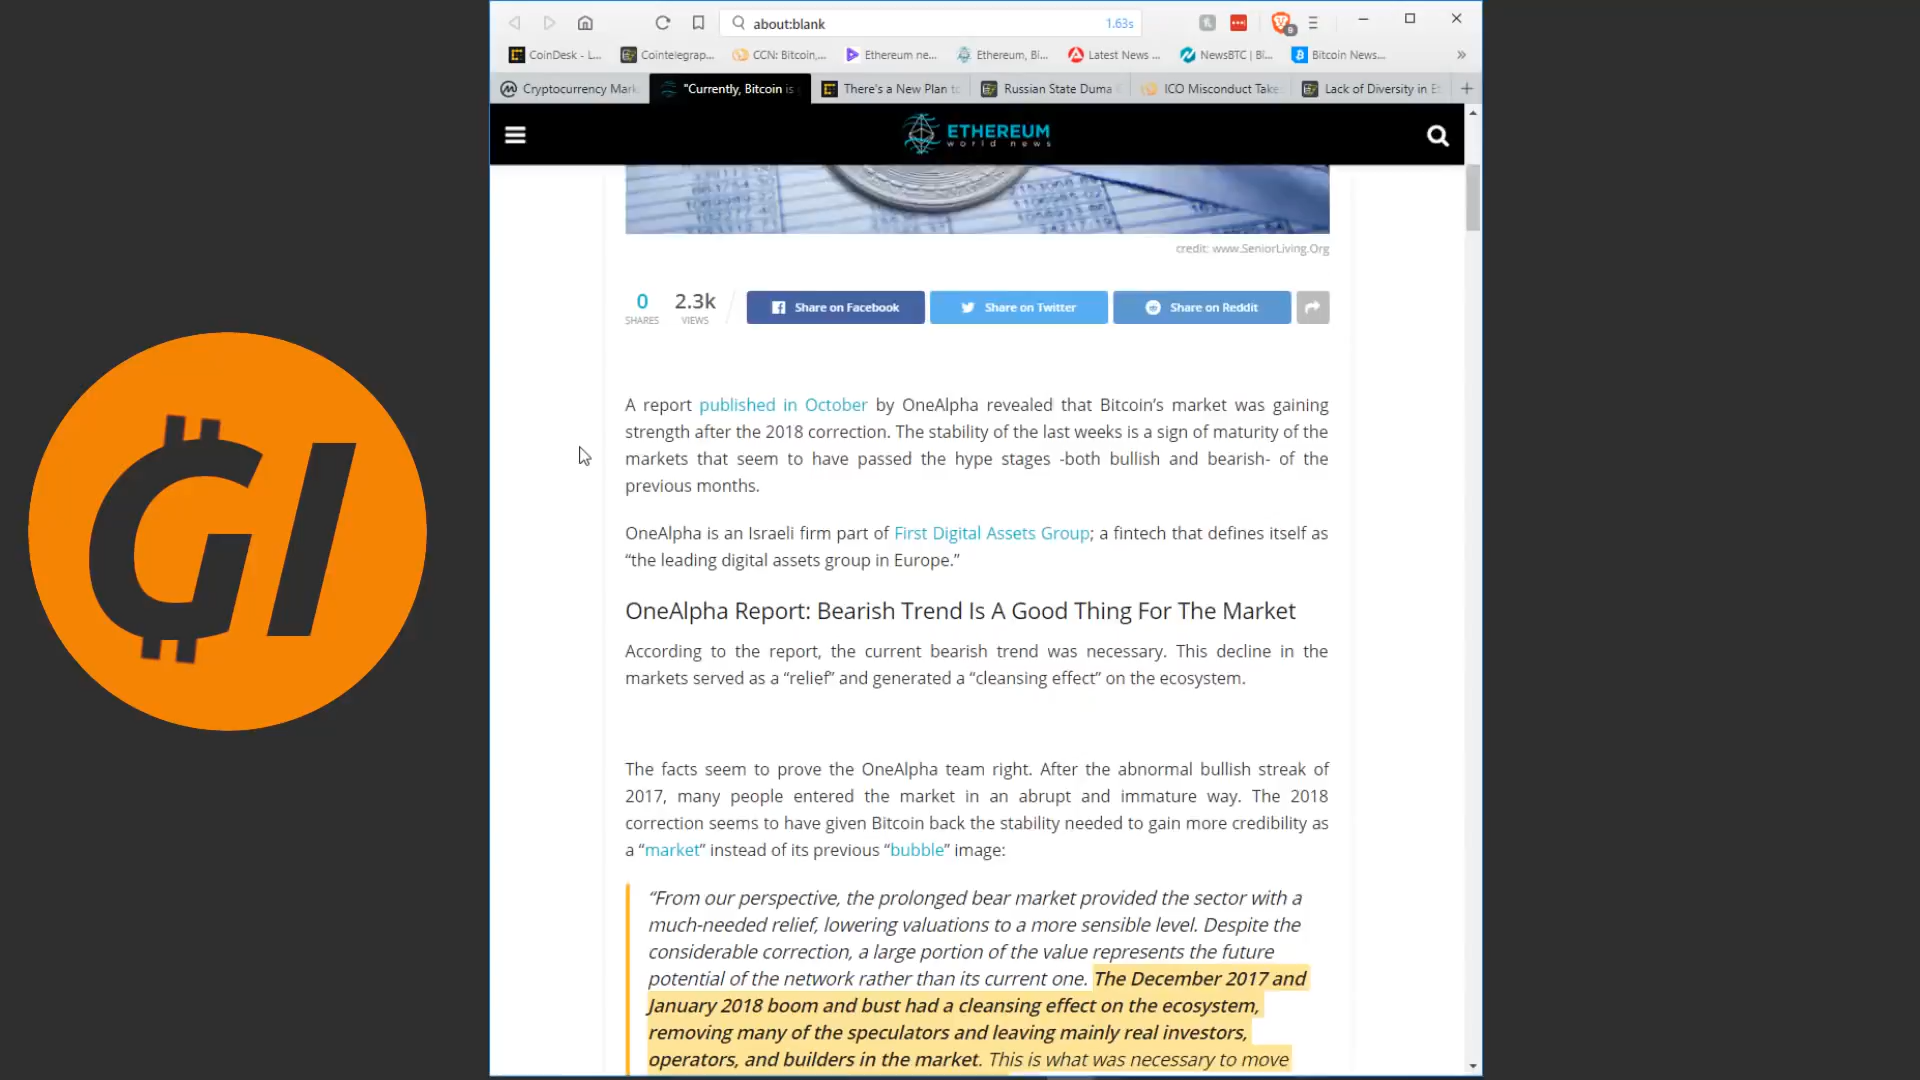 about:blank
1.63s
CoinDesk - L...
Cointelegrap...
CCN: Bitcoin,...
Ethereum ne...
Ethereum, Bi...
Latest News ...
NewsBTC | Bi...
Bitcoin News...
Cryptocurrency Mark
"Currently, Bitcoin is
There's a New Plan to
Russian State Duma
ICO Misconduct Take
Lack of Diversity in E
ETHEREUM
world news
credit: www.SeniorLiving.Org
0
SHARES
2.3k
VIEWS
Share on Facebook
Share on Twitter
Share on Reddit
GI
A report published in October by OneAlpha revealed that Bitcoin’s market was gaining
strength after the 2018 correction. The stability of the last weeks is a sign of maturity of the
markets that seem to have passed the hype stages -both bullish and bearish- of the
previous months.
OneAlpha is an Israeli firm part of First Digital Assets Group; a fintech that defines itself as
“the leading digital assets group in Europe.”
OneAlpha Report: Bearish Trend Is A Good Thing For The Market
According to the report, the current bearish trend was necessary. This decline in the
markets served as a “relief” and generated a “cleansing effect” on the ecosystem.
The facts seem to prove the OneAlpha team right. After the abnormal bullish streak of
2017, many people entered the market in an abrupt and immature way. The 2018
correction seems to have given Bitcoin back the stability needed to gain more credibility as
a “market” instead of its previous “bubble” image:
“From our perspective, the prolonged bear market provided the sector with a
much-needed relief, lowering valuations to a more sensible level. Despite the
considerable correction, a large portion of the value represents the future
potential of the network rather than its current one. The December 2017 and
January 2018 boom and bust had a cleansing effect on the ecosystem,
removing many of the speculators and leaving mainly real investors,
operators, and builders in the market. This is what was necessary to move